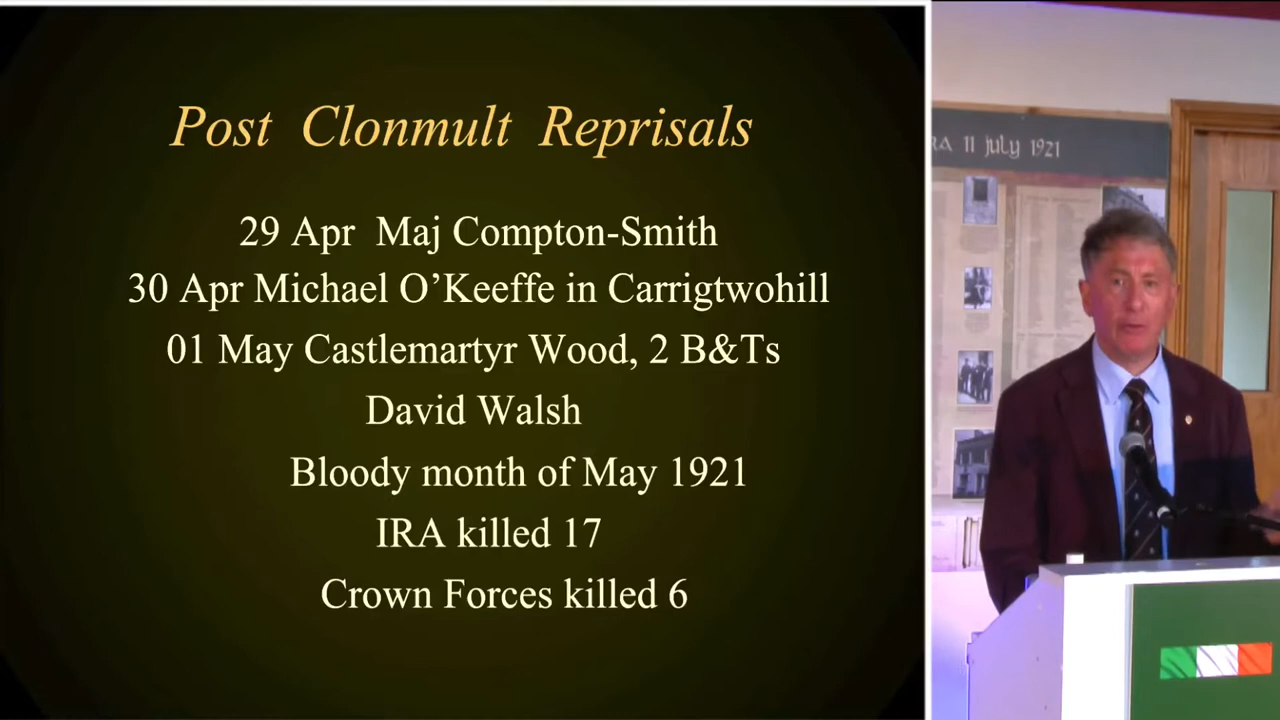 Post Clonmult Reprisals
29 Apr Maj Compton-Smith
30 Apr Michael O'Keeffe in Carrigtwohill
01 May Castlemartyr Wood, 2 B&Ts
David Walsh
Bloody month of May 1921
IRA killed 17
Crown Forces killed 6
RA 11 July 1921